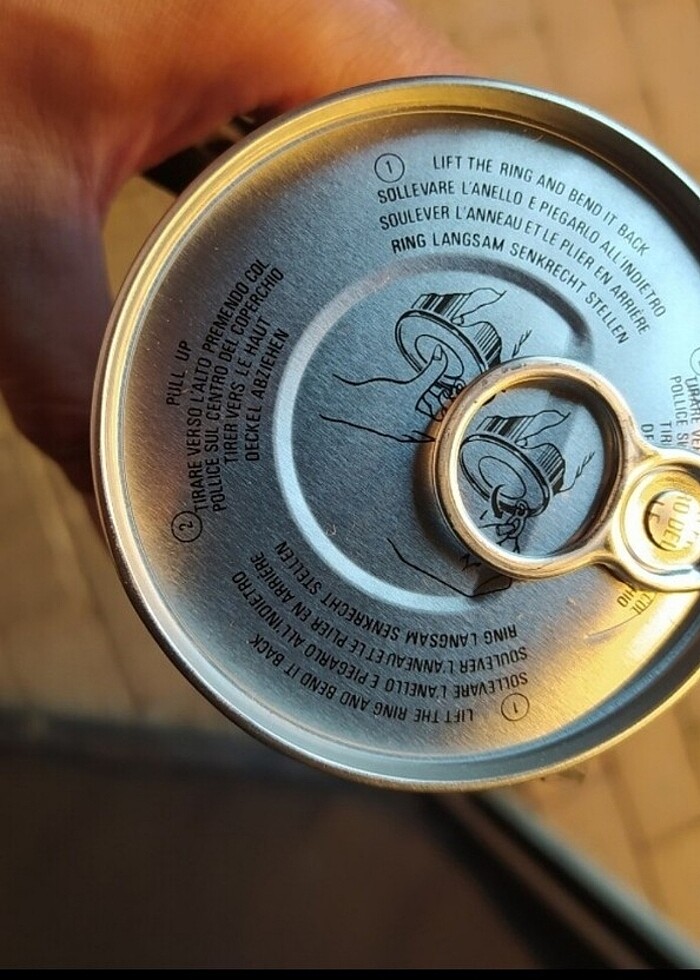 1
LIFT THE RING AND BEND IT BACK
SOLLEVARE L'ANELLO E PIEGARLO ALL'INDIETRO
SOULEVER L'ANNEAU ET LE PLIER EN ARRIÈRE
RING LANGSAM SENKRECHT STELLEN
2
PULL UP
TIRARE VERSO L'ALTO PREMENDO COL
POLLICE SUL CENTRO DEL COPERCHIO
TIRER VERS LE HAUT
DECKEL ABZIEHEN
1
LIFT THE RING AND BEND IT BACK
SOLLEVARE L'ANELLO E PIEGARLO ALL'INDIETRO
SOULEVER L'ANNEAU ET LE PLIER EN ARRIÈRE
RING LANGSAM SENKRECHT STELLEN